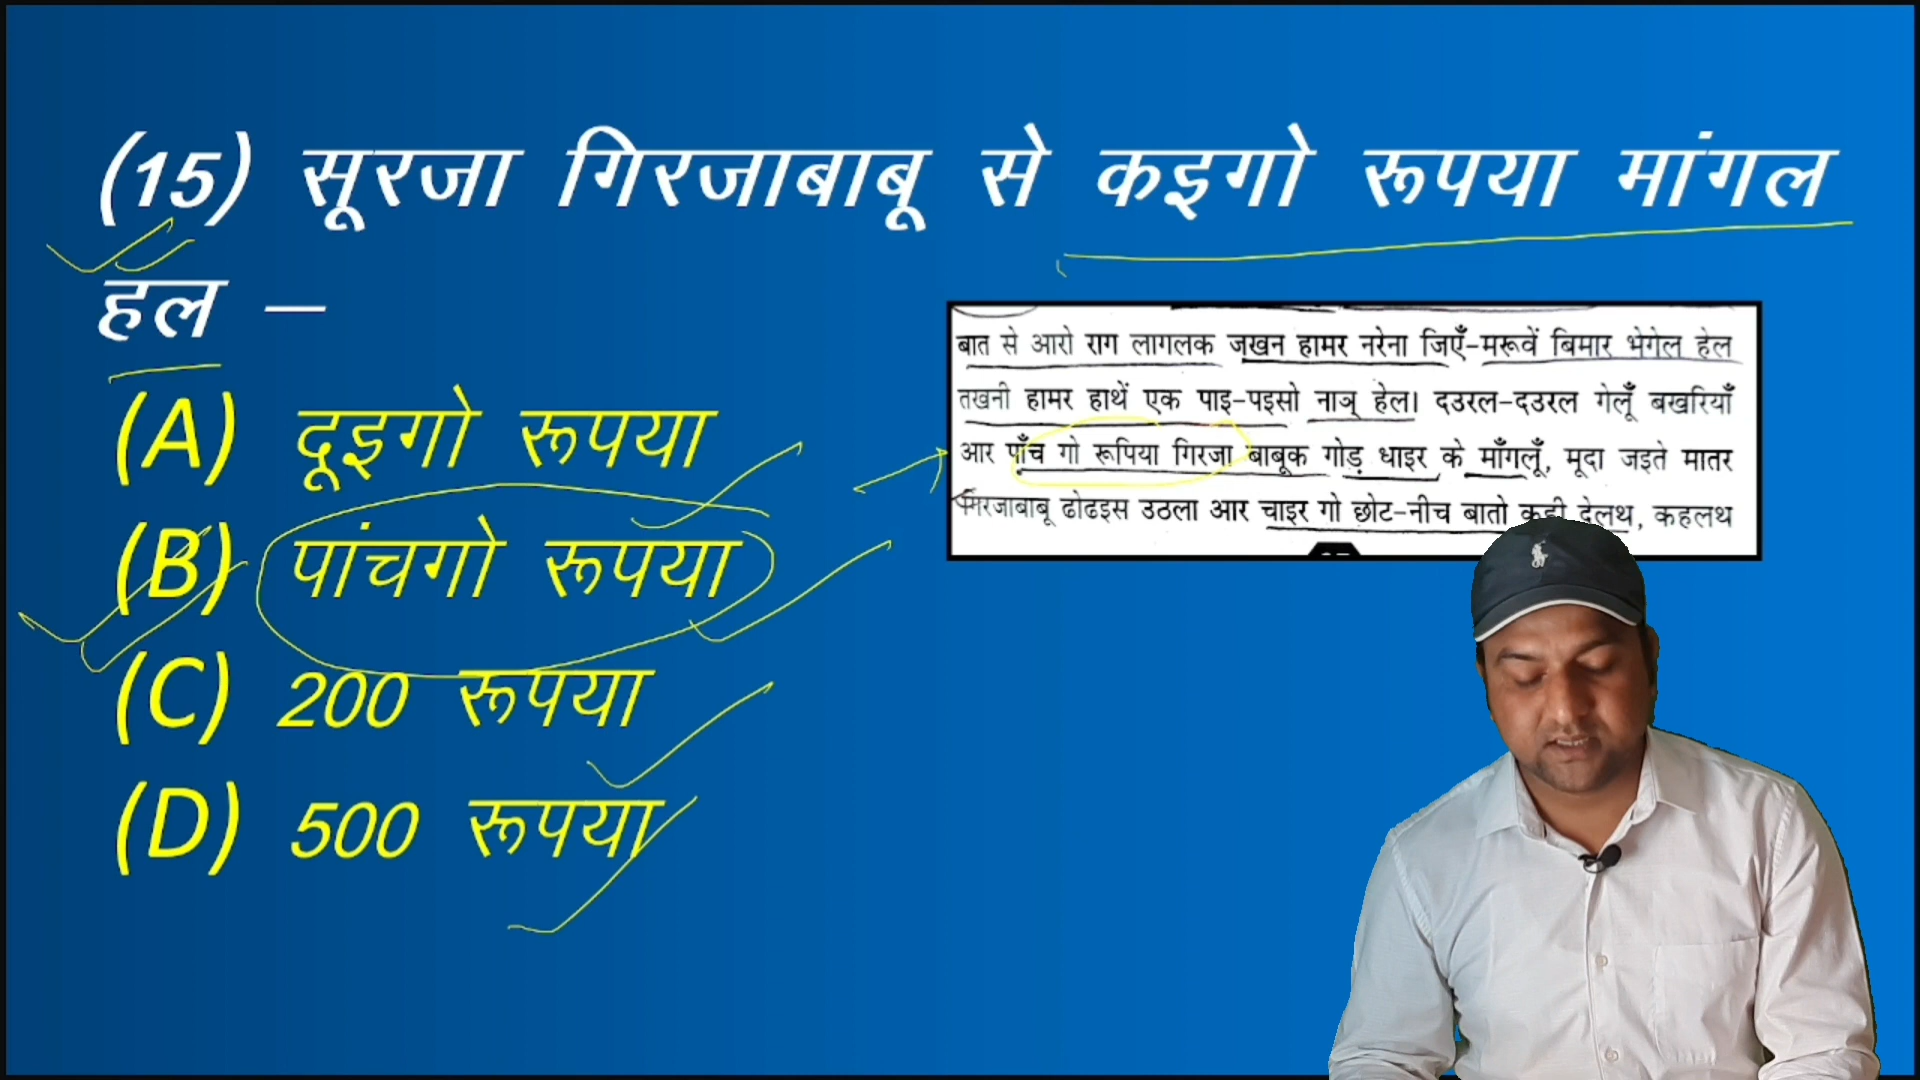 (15) सूरजा गिरजाबाबू से कइगो रूपया मांगल
हॅल –
(A) दूइगो रूपया
(B) पांचगो रूपया
(C) 200 रूपया
(D) 500 रूपया
बात से आरो राग लागलक जखन हामर नरेना जिएँ-मरूवें बिमार भेगेल हेल
तखनी हामर हाथें एक पाइ-पइसो नाञ् हेल। दउरल-दउरल गेलूँ बखरियाँ
आर पाँच गो रूपिया गिरजा बाबूक गोड़ धाइर के माँगलूँ, मूदा जइते मातर
गिरजाबाबू ढोढइस उठला आर चाइर गो छोट-नीच बातो कही देलथ, कहलथ